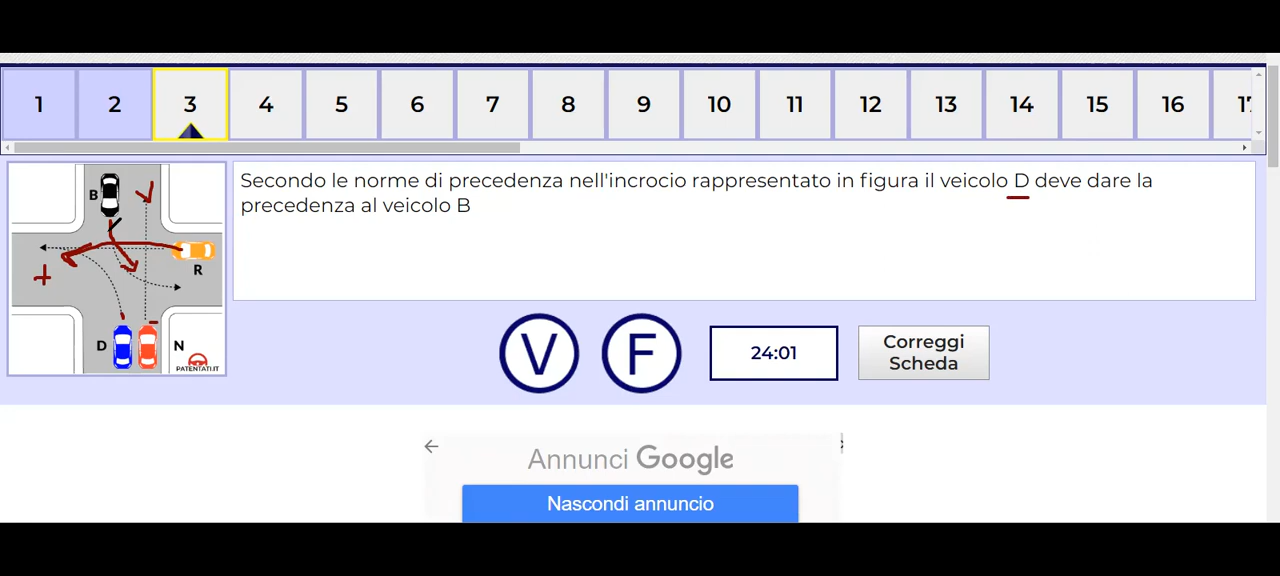 1 2 3 4 5 6 7 8 9 10 11 12 13 14 15 16
B
R
D
N
PATENTATI.IT
Secondo le norme di precedenza nell'incrocio rappresentato in figura il veicolo D deve dare la
precedenza al veicolo B
V F 24:01 Correggi
Scheda
Annunci Google
Nascondi annuncio